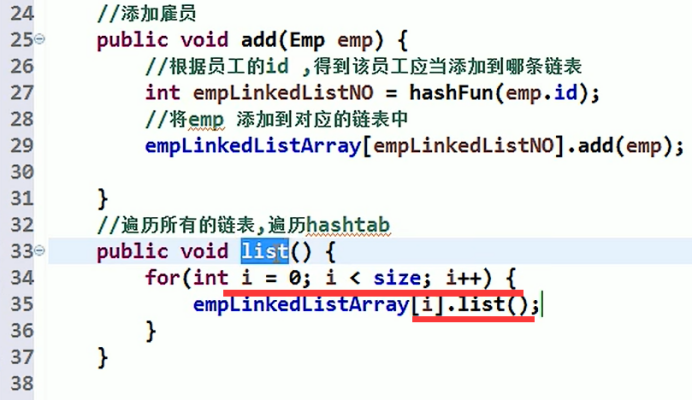 24 //添加雇员
25 public void add(Emp emp) {
26 //根据员工的id ,得到该员工应当添加到哪条链表
27 int empLinkedListNO = hashFun(emp.id);
28 //将emp 添加到对应的链表中
29 empLinkedListArray[empLinkedListNO].add(emp);
30
31 }
32 //遍历所有的链表,遍历hashtab
33 public void list() {
34 for(int i = 0; i < size; i++) {
35 empLinkedListArray[i].list();
36 }
37 }
38